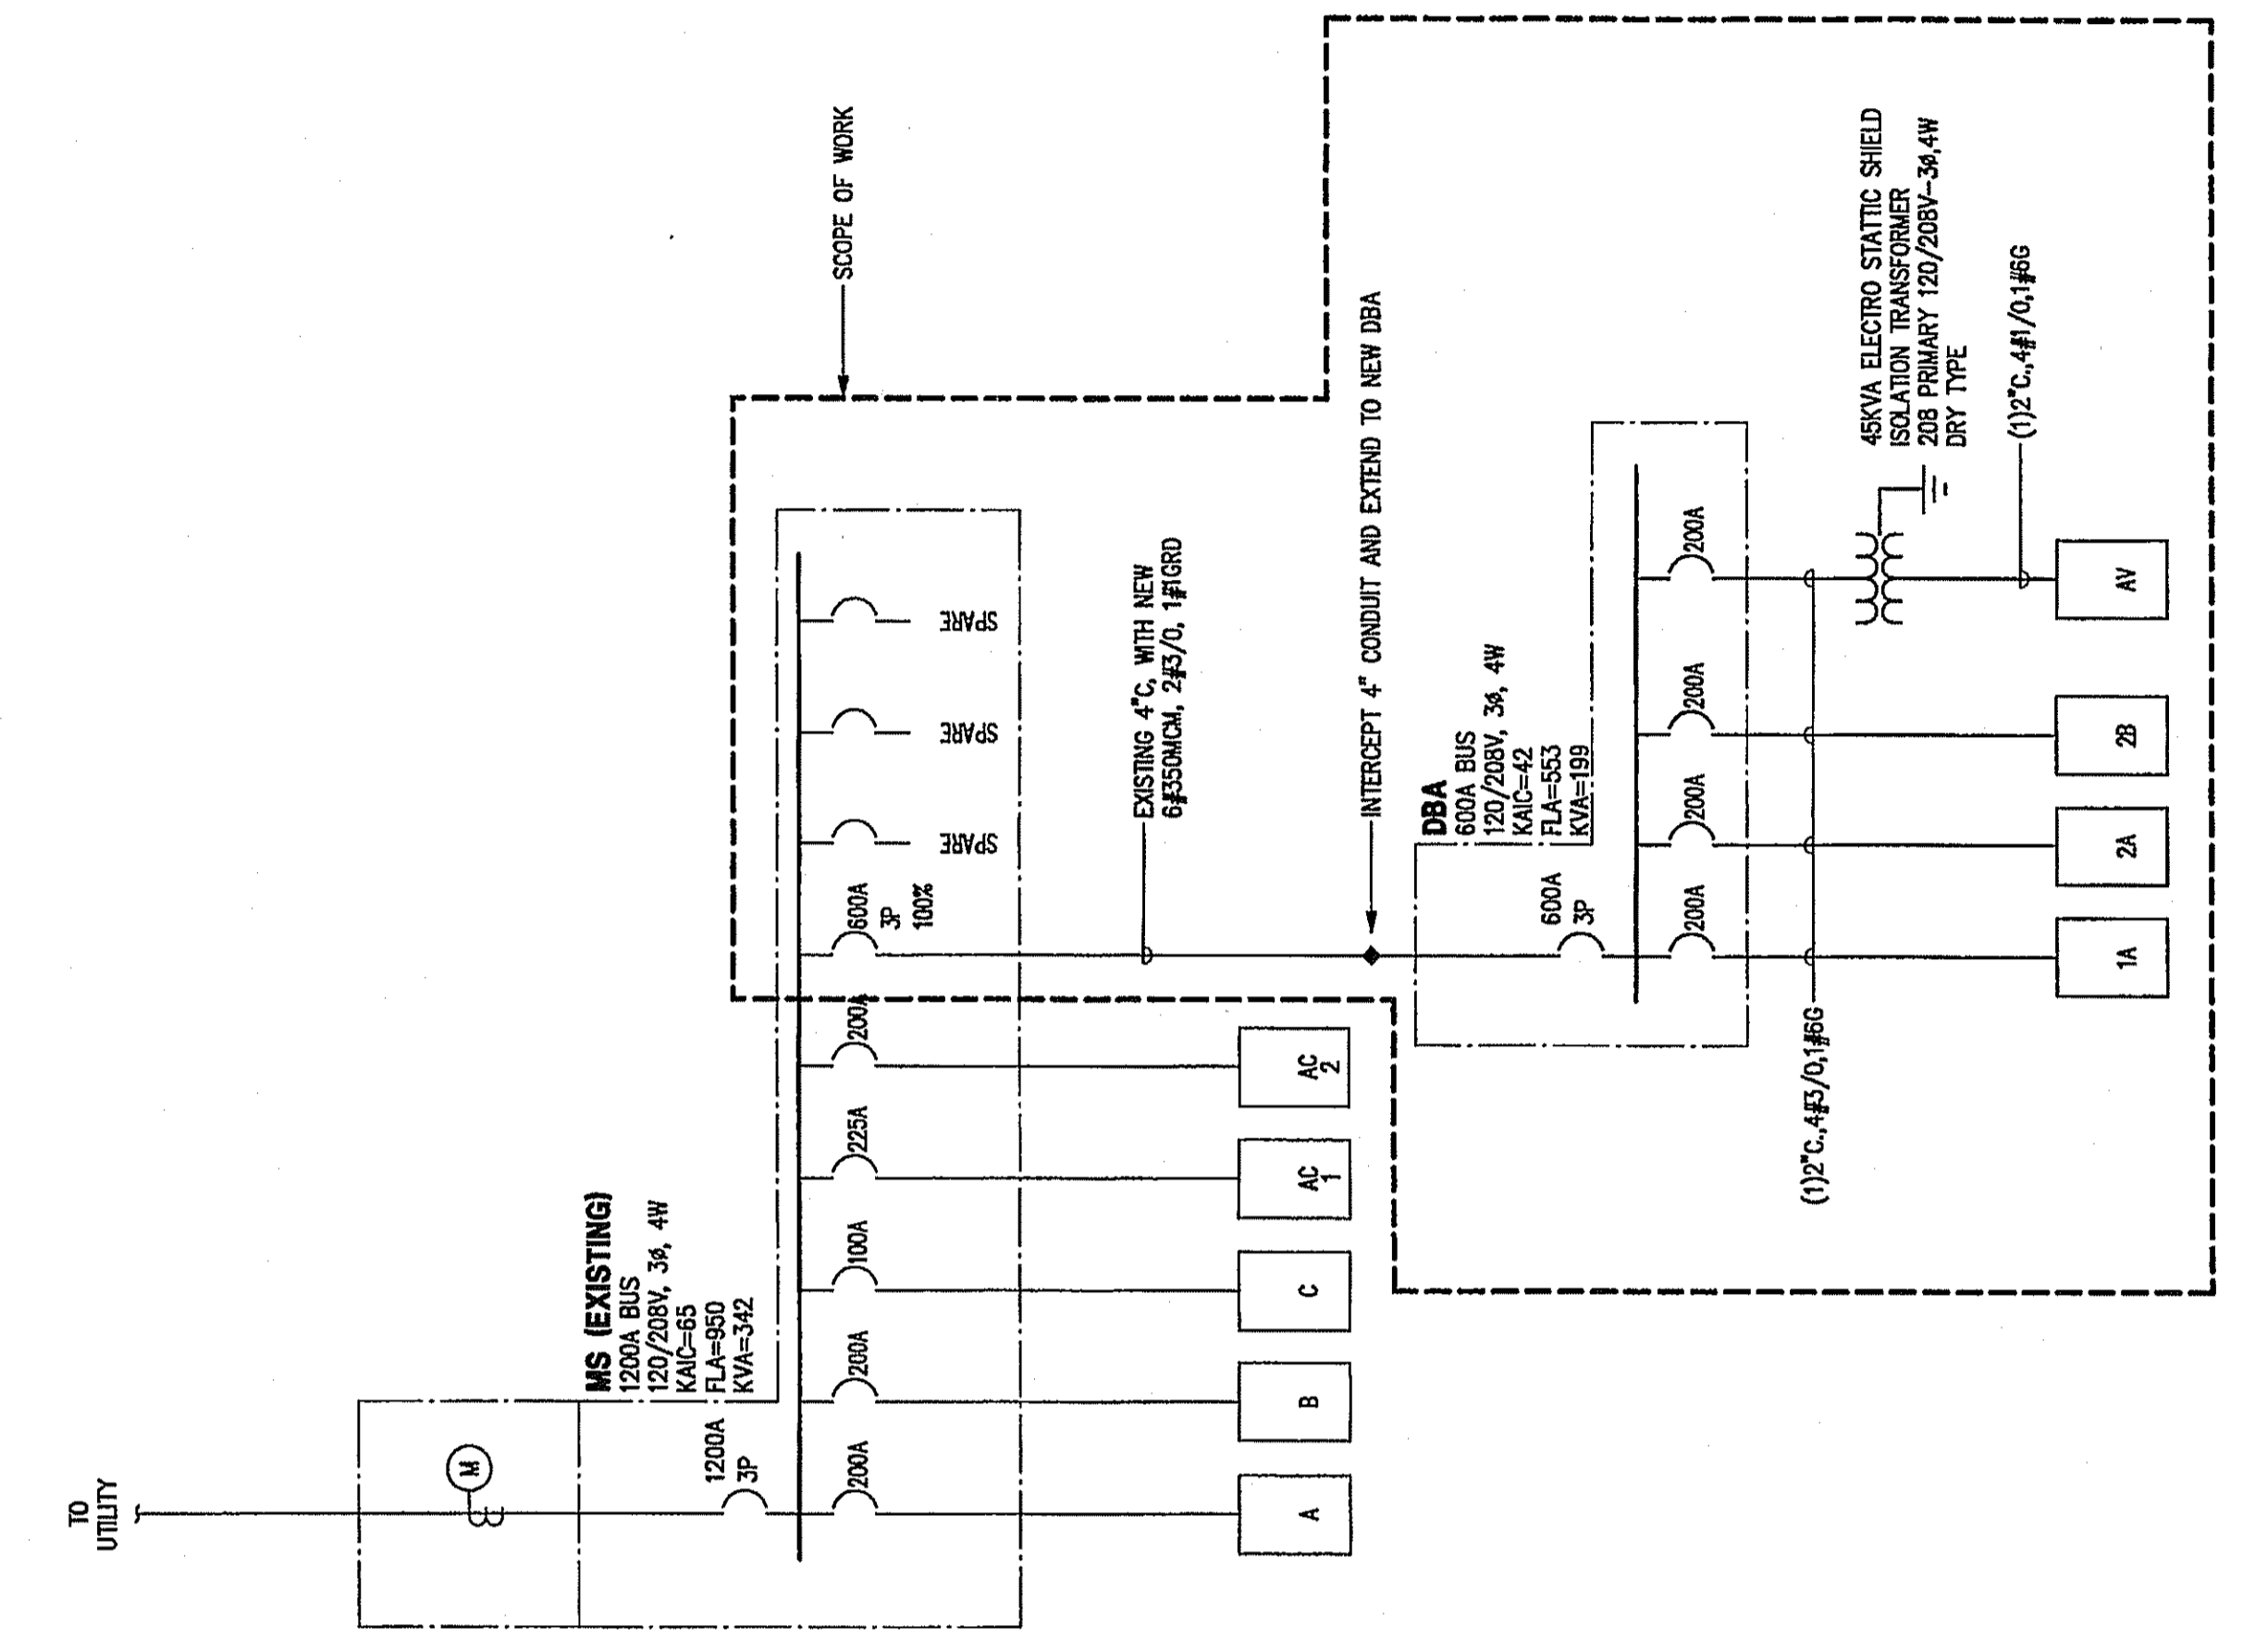 TO
UTILITY
M
1200A
3P
MS (EXISTING)
1200A BUS
120/208V, 3ø, 4W
KAIC=65
FLA=950
KVA=342
200A
200A
100A
225A
200A
600A
3P
100%
SPARE
SPARE
SPARE
SCOPE OF WORK
A
B
C
AC
1
AC
2
EXISTING 4"C, WITH NEW
6#350MCM, 2#3/0, 1#1GRD
INTERCEPT 4" CONDUIT AND EXTEND TO NEW DBA
DBA
600A BUS
120/208V, 3ø, 4W
KAIC=42
FLA=553
KVA=199
600A
3P
200A
200A
200A
200A
(1)2"C.,4#3/0,1#6G
45KVA ELECTRO STATTIC SHIELD
ISOLATION TRANSFORMER
208 PRIMARY 120/208V-3ø,4W
DRY TYPE
(1)2"C.,4#1/0,1#6G
1A
2A
2B
AV